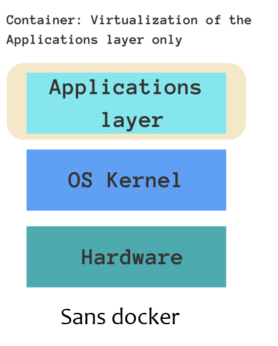 Container: Virtualization of the
Applications layer only
Applications
layer
OS Kernel
Hardware
Sans docker